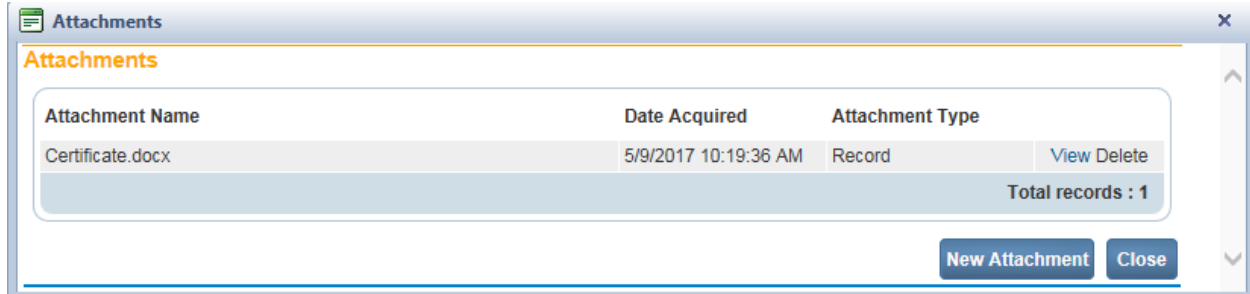 Attachments
Attachments
Attachment Name Date Acquired Attachment Type
Certificate.docx 5/9/2017 10:19:36 AM Record View Delete
Total records : 1
New Attachment Close